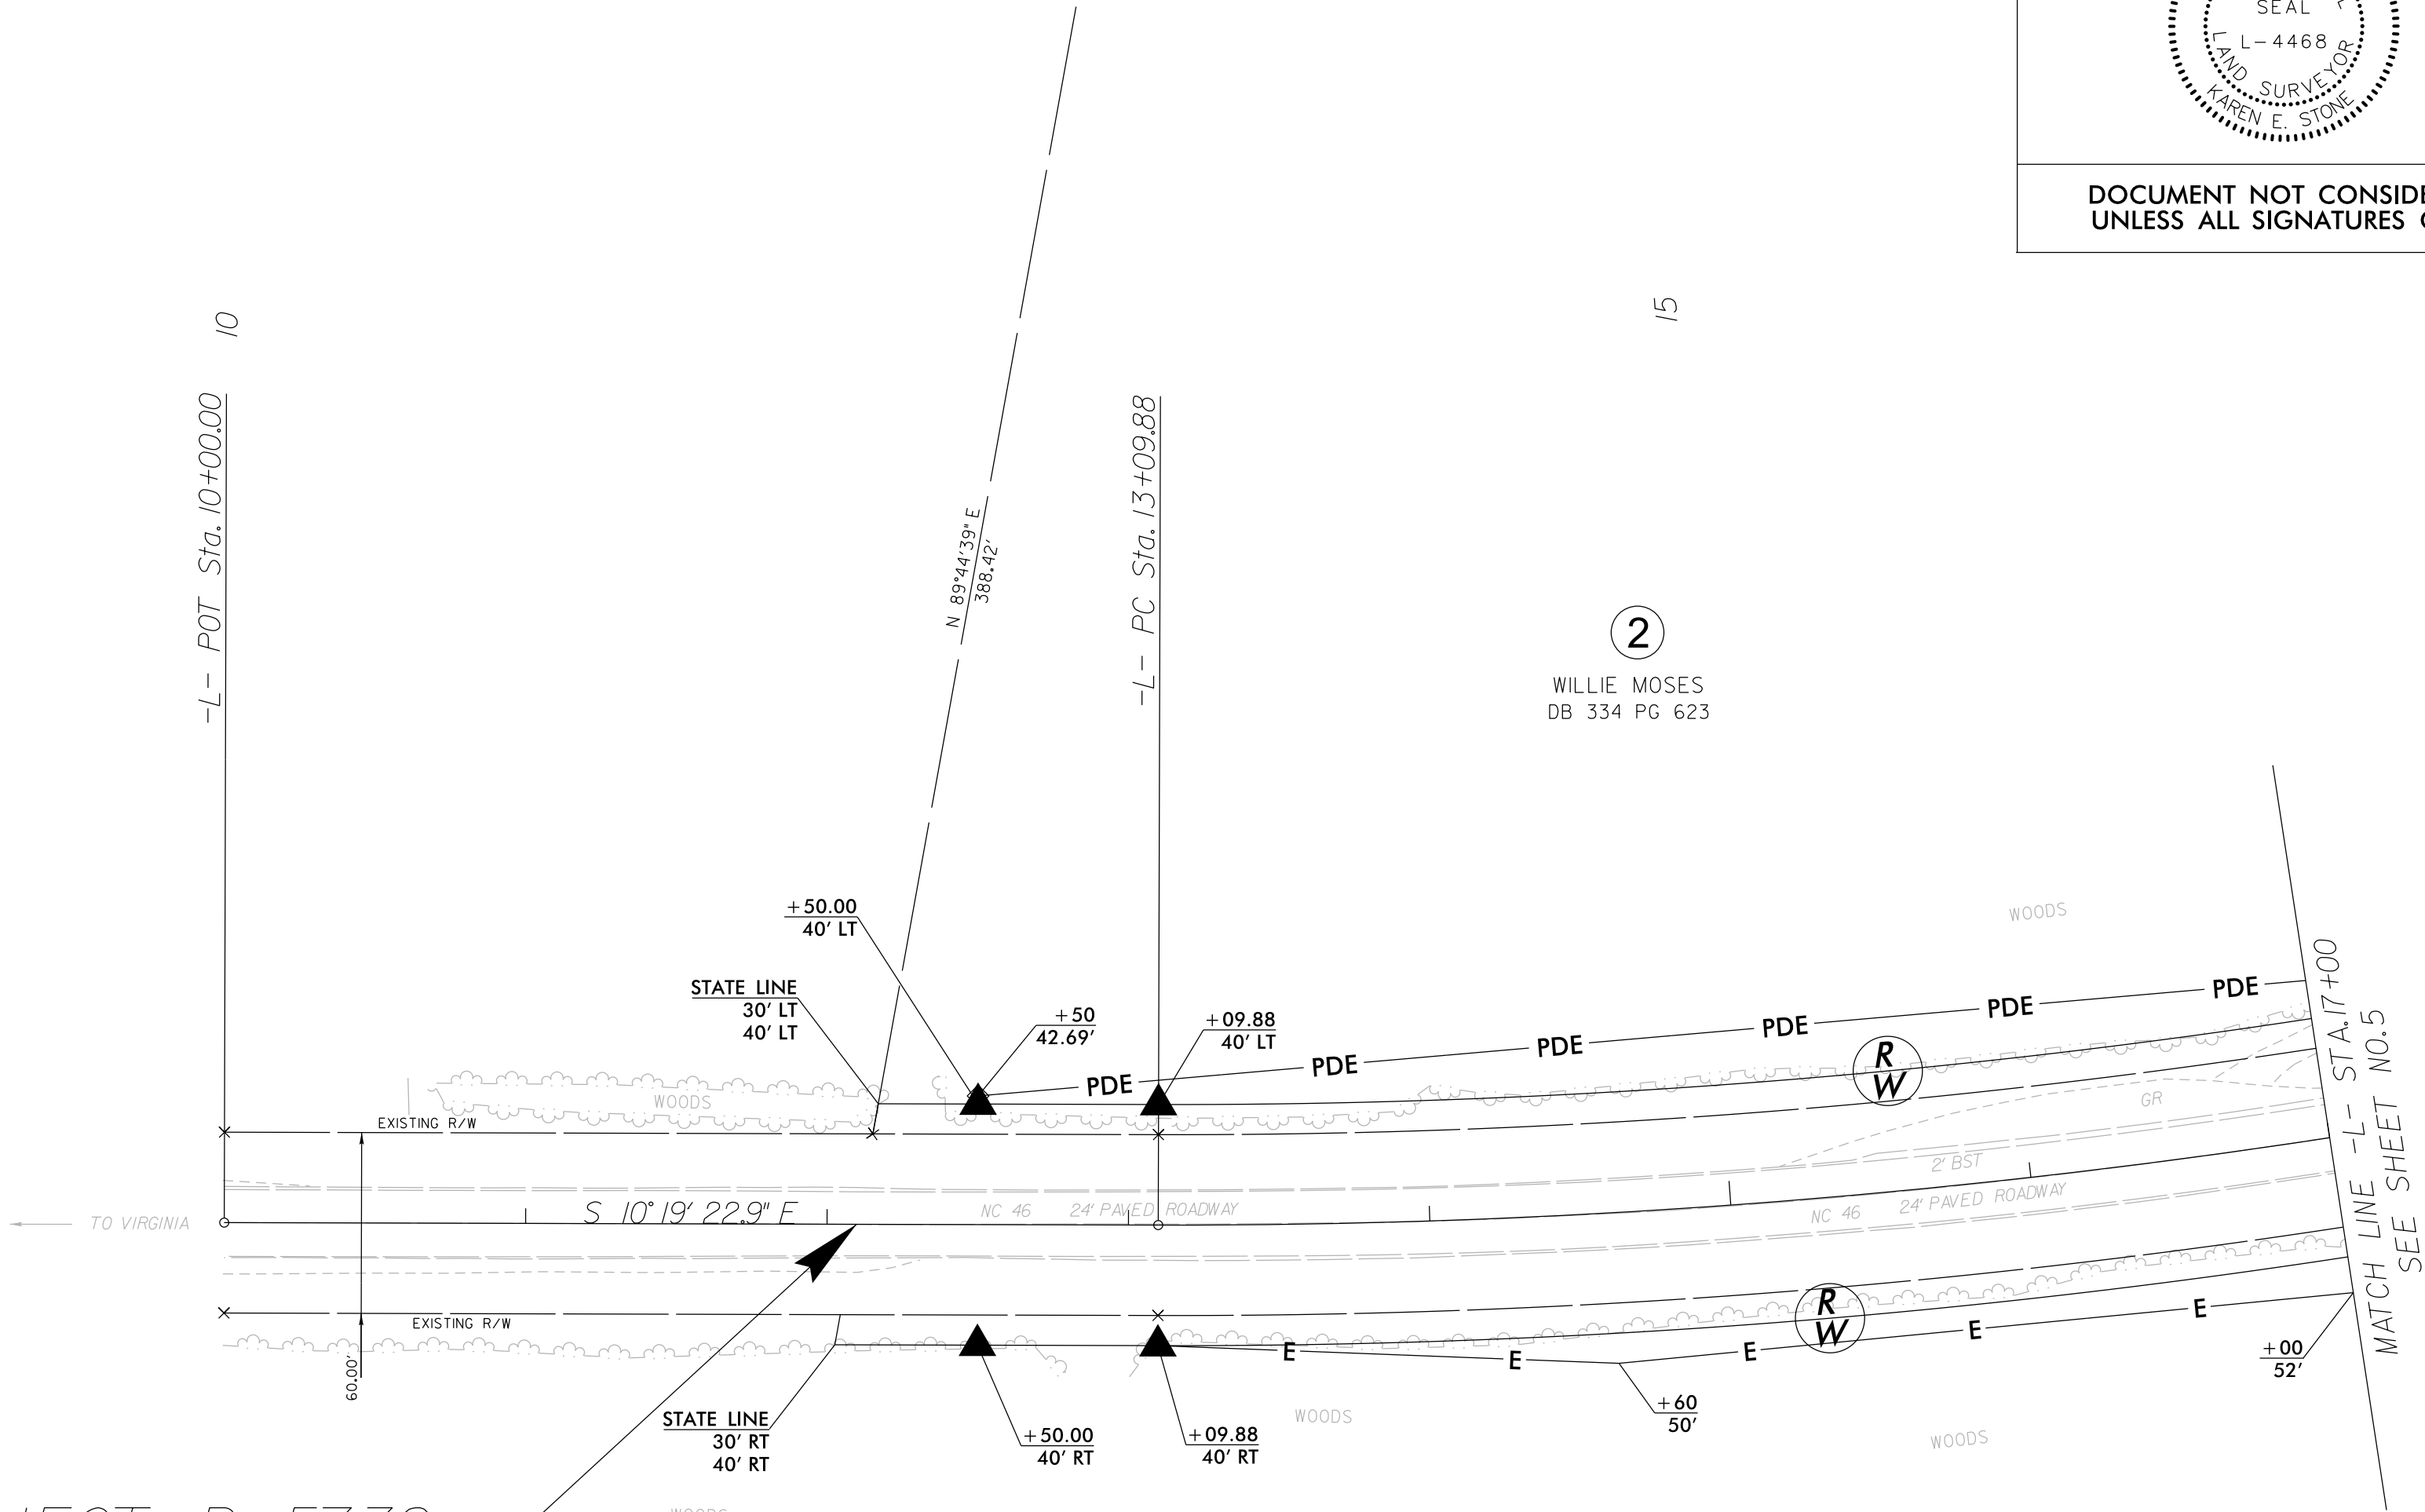 SEAL
L-4468
LAND SURVEYOR
KAREN E. STONE
DOCUMENT NOT
UNLESS ALL SIGNATURES
10
15
-L- POT Sta. 10+00.00
N 89°44'39" E
388.42'
-L- PC Sta. 13+09.88
2
WILLIE MOSES
DB 334 PG 623
WOODS
+50.00
40' LT
STATE LINE
30' LT
40' LT
+50
42.69'
+09.88
40' LT
PDE PDE PDE PDE PDE PDE
R
W
WOODS
EXISTING R/W
GR
2' BST
S 10° 19' 22.9" E
NC 46 24' PAVED ROADWAY
NC 46 24' PAVED ROADWAY
TO VIRGINIA
MATCH LINE -L- STA. 17+00
SEE SHEET NO. 5
EXISTING R/W
60.00'
R
W
E E E E E
+00
52'
STATE LINE
30' RT
40' RT
+50.00
40' RT
+09.88
40' RT
+60
50'
WOODS
WOODS